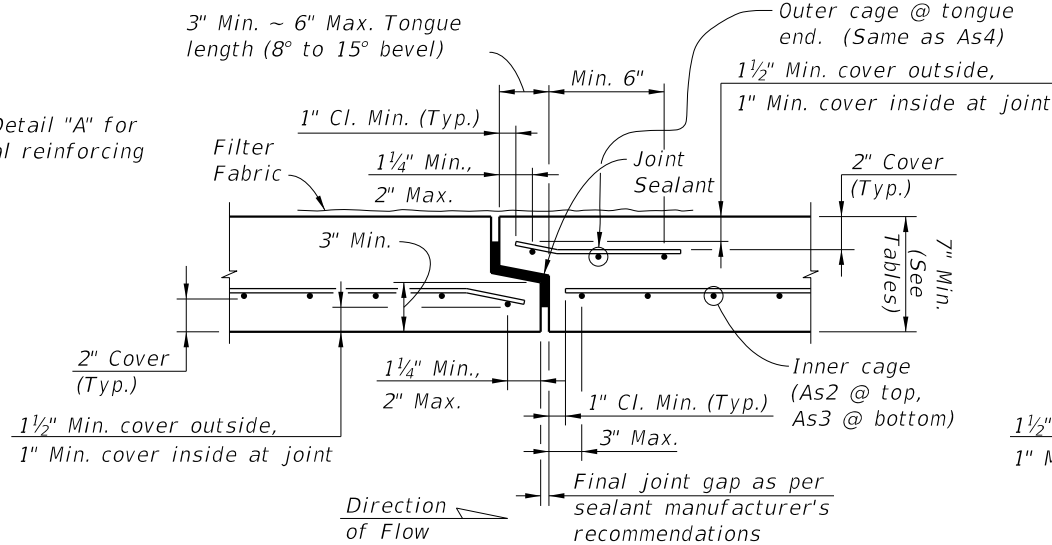 3" Min. ~ 6" Max. Tongue
length (8° to 15° bevel)
Outer cage @ tongue
end. (Same as As4)
Min. 6"
1½" Min. cover outside,
1" Min. cover inside at joint
Detail "A" for
al reinforcing
1" Cl. Min. (Typ.)
Filter
Fabric
1¼" Min.,
2" Max.
Joint
Sealant
2" Cover
(Typ.)
3" Min.
7" Min.
(See
Tables)
2" Cover
(Typ.)
1¼" Min.,
2" Max.
Inner cage
(As2 @ top,
As3 @ bottom)
1" Cl. Min. (Typ.)
3" Max.
1½" Min. cover outside,
1" Min. cover inside at joint
1½"
1" M
Final joint gap as per
sealant manufacturer's
recommendations
Direction
of Flow